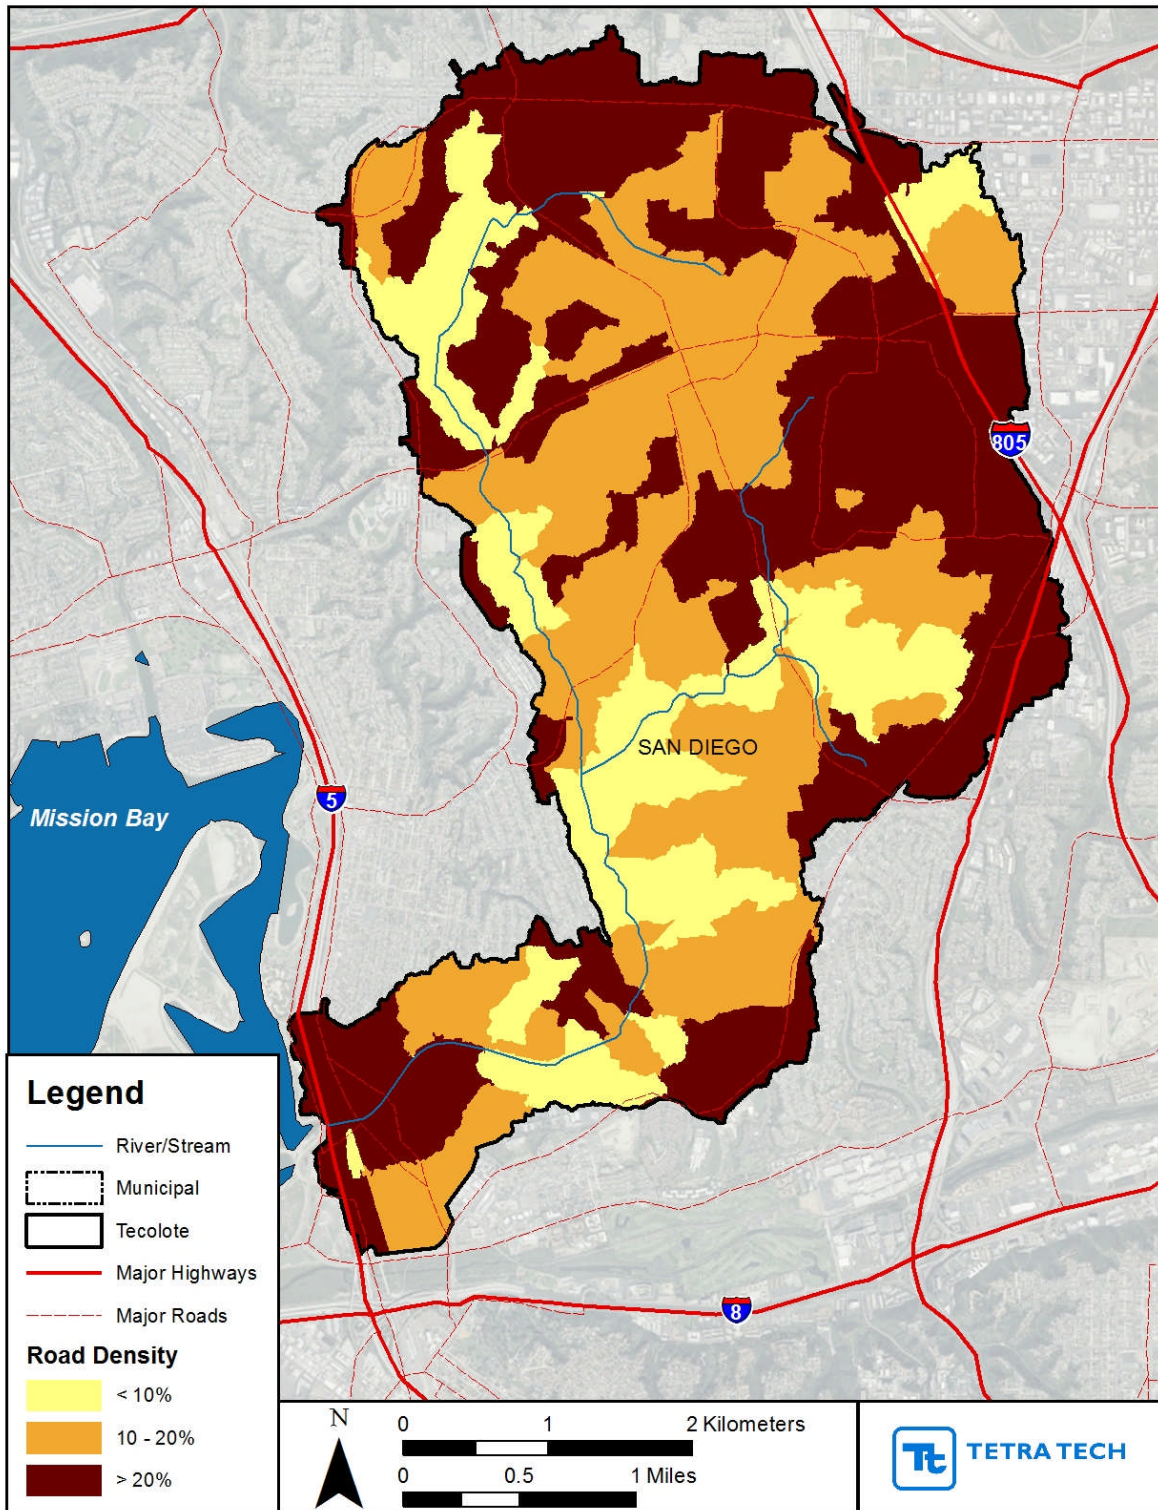 805
SAN DIEGO
5
Mission Bay
8
Legend
River/Stream
Municipal
Tecolote
Major Highways
Major Roads
Road Density
< 10%
10 - 20%
> 20%
N
0 1 2 Kilometers
0 0.5 1 Miles
Tt TETRA TECH